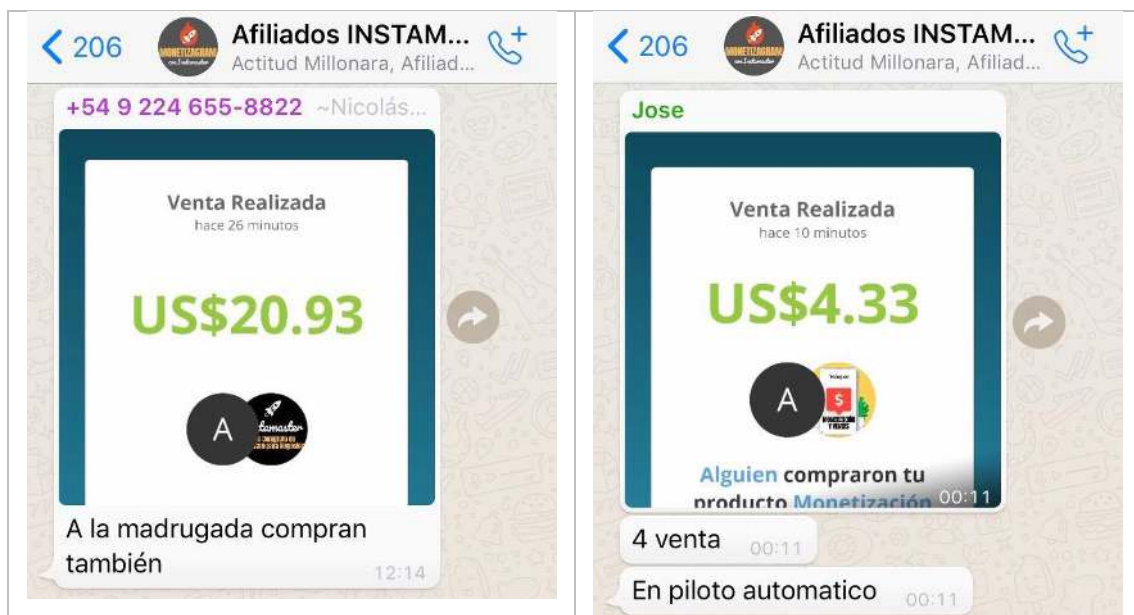 206
Afiliados INSTAM...
Actitud Millonara, Afiliad...
+54 9 224 655-8822 ~Nicolás...
Venta Realizada
hace 26 minutos
US$20.93
A
A la madrugada compran
también
12:14
206
Afiliados INSTAM...
Actitud Millonara, Afiliad...
Jose
Venta Realizada
hace 10 minutos
US$4.33
A
$
Alguien compraron tu
producto Monetización
00:11
4 venta 00:11
En piloto automatico 00:11